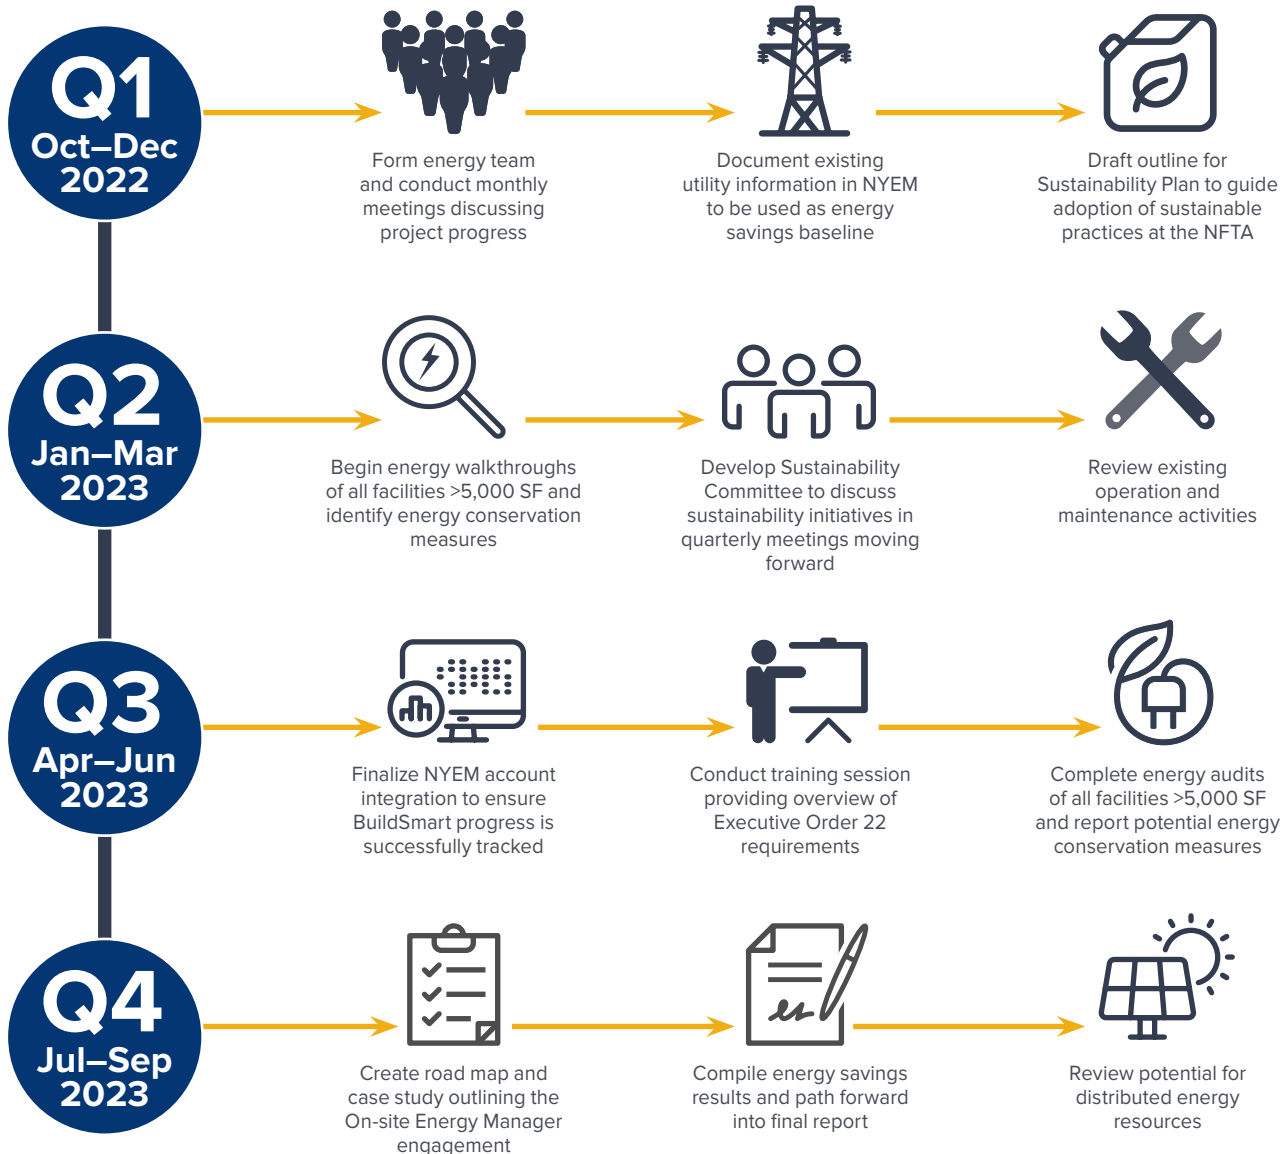 Q1
Oct–Dec
2022
Form energy team
and conduct monthly
meetings discussing
project progress
Document existing
utility information in NYEM
to be used as energy
savings baseline
Draft outline for
Sustainability Plan to guide
adoption of sustainable
practices at the NFTA
Q2
Jan–Mar
2023
Begin energy walkthroughs
of all facilities >5,000 SF and
identify energy conservation
measures
Develop Sustainability
Committee to discuss
sustainability initiatives in
quarterly meetings moving
forward
Review existing
operation and
maintenance activities
Q3
Apr–Jun
2023
Finalize NYEM account
integration to ensure
BuildSmart progress is
successfully tracked
Conduct training session
providing overview of
Executive Order 22
requirements
Complete energy audits
of all facilities >5,000 SF
and report potential energy
conservation measures
Q4
Jul–Sep
2023
Create road map and
case study outlining the
On-site Energy Manager
engagement
Compile energy savings
results and path forward
into final report
Review potential for
distributed energy
resources